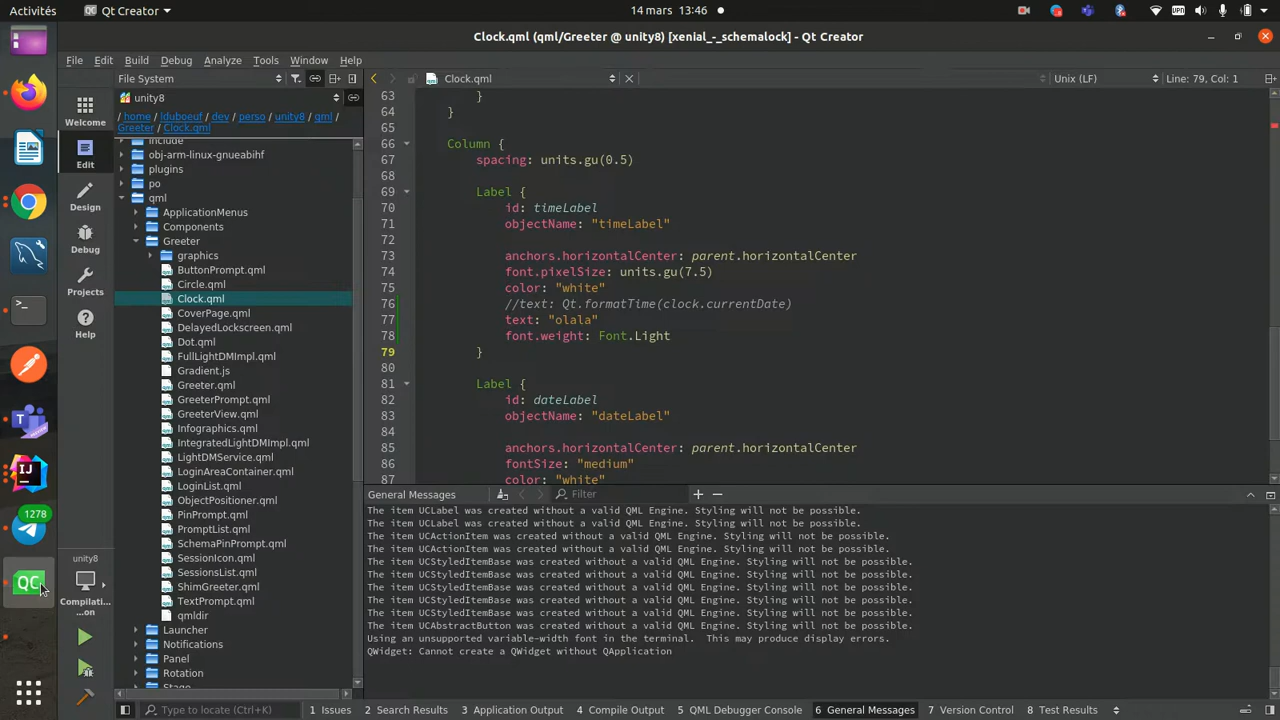 Activités
Qt Creator
14 mars 13:46
JPN
Clock.qml (qml/Greeter @ unity8) [xenial_-_schemalock] - Qt Creator
File Edit Build Debug Analyze Tools Window Help
File System
Clock.qml
Unix (LF)
Line: 79, Col: 1
unity8
/ home / lduboeuf / dev / perso / unity8 / qml /
Greeter / Clock.qml
Welcome
Edit
Design
Debug
Projects
Help
unity8
Compilati...
...on
include
obj-arm-linux-gnueabihf
plugins
po
qml
ApplicationMenus
Components
Greeter
graphics
ButtonPrompt.qml
Circle.qml
Clock.qml
CoverPage.qml
DelayedLockscreen.qml
Dot.qml
FullLightDMImpl.qml
Gradient.js
Greeter.qml
GreeterPrompt.qml
GreeterView.qml
Infographics.qml
IntegratedLightDMImpl.qml
LightDMService.qml
LoginAreaContainer.qml
LoginList.qml
ObjectPositioner.qml
PinPrompt.qml
PromptList.qml
SchemaPinPrompt.qml
SessionIcon.qml
SessionsList.qml
ShimGreeter.qml
TextPrompt.qml
qmldir
Launcher
Notifications
Panel
Rotation
Stage
63 }
64 }
65
66 Column {
67 spacing: units.gu(0.5)
68
69 Label {
70 id: timeLabel
71 objectName: "timeLabel"
72
73 anchors.horizontalCenter: parent.horizontalCenter
74 font.pixelSize: units.gu(7.5)
75 color: "white"
76 //text: Qt.formatTime(clock.currentDate)
77 text: "olala"
78 font.weight: Font.Light
79 }
80
81 Label {
82 id: dateLabel
83 objectName: "dateLabel"
84
85 anchors.horizontalCenter: parent.horizontalCenter
86 fontSize: "medium"
87 color: "white"
General Messages
Filter
The item UCLabel was created without a valid QML Engine. Styling will not be possible.
The item UCLabel was created without a valid QML Engine. Styling will not be possible.
The item UCActionItem was created without a valid QML Engine. Styling will not be possible.
The item UCActionItem was created without a valid QML Engine. Styling will not be possible.
The item UCStyledItemBase was created without a valid QML Engine. Styling will not be possible.
The item UCStyledItemBase was created without a valid QML Engine. Styling will not be possible.
The item UCStyledItemBase was created without a valid QML Engine. Styling will not be possible.
The item UCStyledItemBase was created without a valid QML Engine. Styling will not be possible.
The item UCStyledItemBase was created without a valid QML Engine. Styling will not be possible.
The item UCAbstractButton was created without a valid QML Engine. Styling will not be possible.
Using an unsupported variable-width font in the terminal. This may produce display errors.
QWidget: Cannot create a QWidget without QApplication
IJ
1278
QC
Type to locate (Ctrl+K)
1 Issues
2 Search Results
3 Application Output
4 Compile Output
5 QML Debugger Console
6 General Messages
7 Version Control
8 Test Results